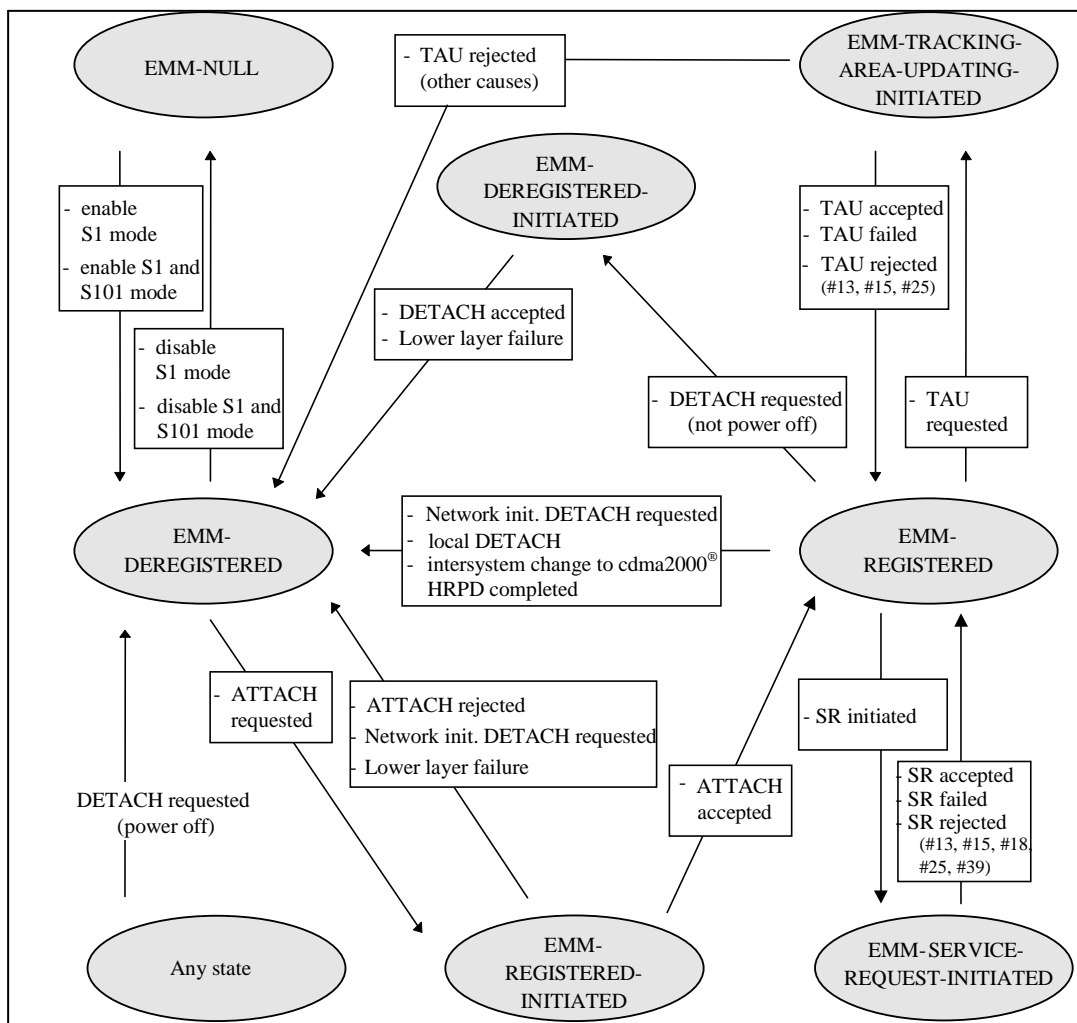 EMM-NULL
- TAU rejected
(other causes)
EMM-TRACKING-
AREA-UPDATING-
INITIATED
EMM-
DEREGISTERED-
INITIATED
- enable
S1 mode
- enable S1 and
S101 mode
- TAU accepted
- TAU failed
- TAU rejected
(#13, #15, #25)
- DETACH accepted
- Lower layer failure
- disable
S1 mode
- disable S1 and
S101 mode
- DETACH requested
(not power off)
- TAU
requested
EMM-
DEREGISTERED
- Network init. DETACH requested
- local DETACH
- intersystem change to cdma2000®
HRPD completed
EMM-
REGISTERED
- ATTACH
requested
- ATTACH rejected
- Network init. DETACH requested
- Lower layer failure
- SR initiated
DETACH requested
(power off)
- ATTACH
accepted
- SR accepted
- SR failed
- SR rejected
(#13, #15, #18,
#25, #39)
Any state
EMM-
REGISTERED-
INITIATED
EMM-SERVICE-
REQUEST-INITIATED